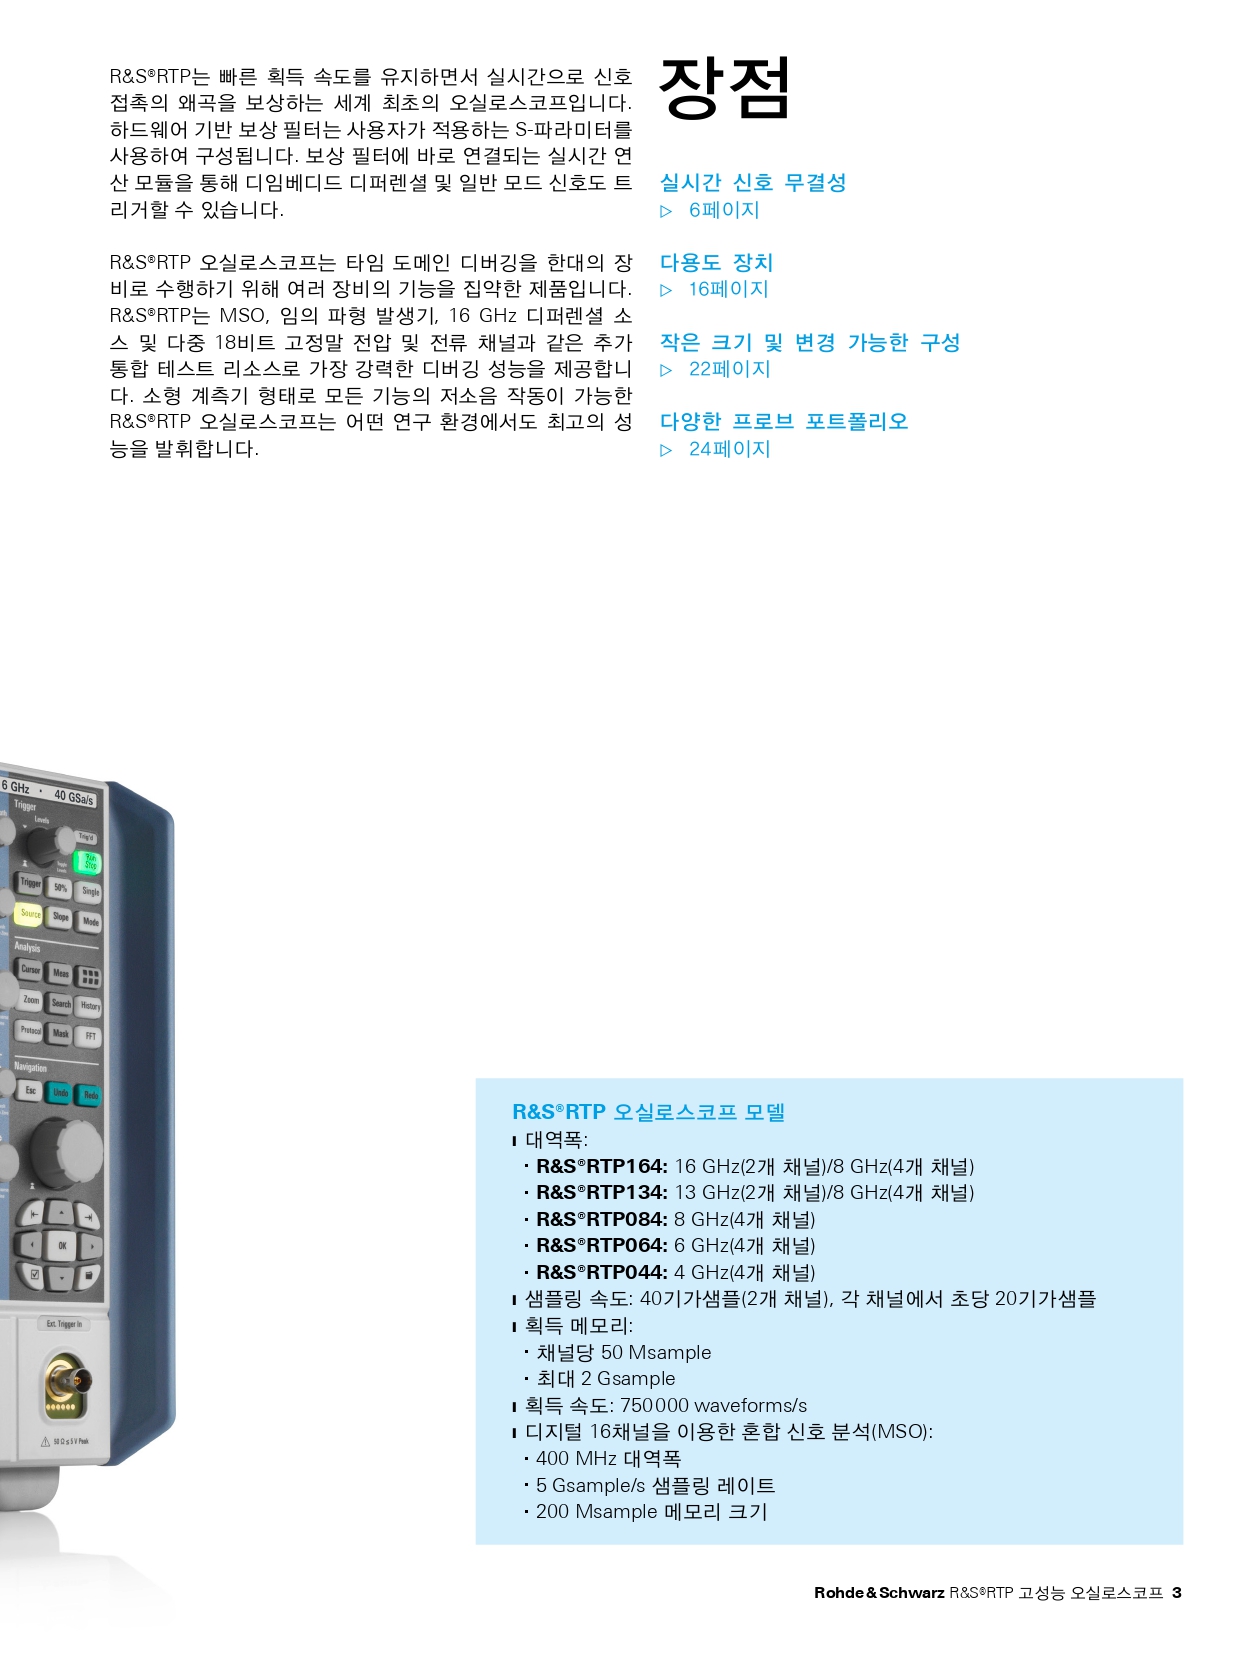 R&S®RTP는 빠른 획득 속도를 유지하면서 실시간으로 신호
접촉의 왜곡을 보상하는 세계 최초의 오실로스코프입니다.
하드웨어 기반 보상 필터는 사용자가 적용하는 S-파라미터를
사용하여 구성됩니다. 보상 필터에 바로 연결되는 실시간 연
산 모듈을 통해 디임베디드 디퍼렌셜 및 일반 모드 신호도 트
리거할 수 있습니다.
R&S®RTP 오실로스코프는 타임 도메인 디버깅을 한대의 장
비로 수행하기 위해 여러 장비의 기능을 집약한 제품입니다.
R&S®RTP는 MSO, 임의 파형 발생기, 16 GHz 디퍼렌셜 소
스 및 다중 18비트 고정말 전압 및 전류 채널과 같은 추가
통합 테스트 리소스로 가장 강력한 디버깅 성능을 제공합니
다. 소형 계측기 형태로 모든 기능의 저소음 작동이 가능한
R&S®RTP 오실로스코프는 어떤 연구 환경에서도 최고의 성
능을 발휘합니다.
장점
실시간 신호 무결성
▷ 6페이지
다용도 장치
▷ 16페이지
작은 크기 및 변경 가능한 구성
▷ 22페이지
다양한 프로브 포트폴리오
▷ 24페이지
6 GHz · 40 GSa/s
Trigger
Levels
Trig'd
Run
Stop
Trigger 50% Single
Source Slope Mode
Analysis
Cursor Meas
Zoom Search History
Protocol Mask FFT
Navigation
Esc Undo Redo
OK
Ext. Trigger In
50 Ω ≤ 5 V Peak
R&S®RTP 오실로스코프 모델
❙ 대역폭:
· R&S®RTP164: 16 GHz(2개 채널)/8 GHz(4개 채널)
· R&S®RTP134: 13 GHz(2개 채널)/8 GHz(4개 채널)
· R&S®RTP084: 8 GHz(4개 채널)
· R&S®RTP064: 6 GHz(4개 채널)
· R&S®RTP044: 4 GHz(4개 채널)
❙ 샘플링 속도: 40기가샘플(2개 채널), 각 채널에서 초당 20기가샘플
❙ 획득 메모리:
· 채널당 50 Msample
· 최대 2 Gsample
❙ 획득 속도: 750000 waveforms/s
❙ 디지털 16채널을 이용한 혼합 신호 분석(MSO):
· 400 MHz 대역폭
· 5 Gsample/s 샘플링 레이트
· 200 Msample 메모리 크기
Rohde & Schwarz R&S®RTP 고성능 오실로스코프 3